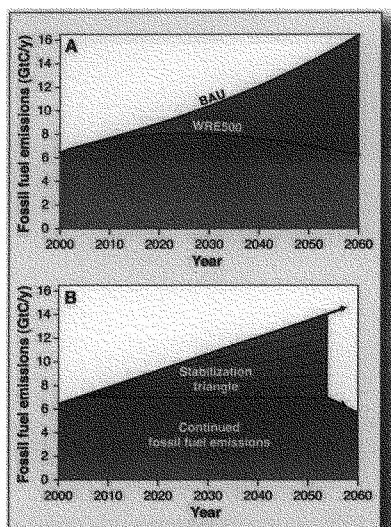 A
Fossil fuel emissions (GtC/y)
16
14
12
10
8
6
4
2
0
BAU
WRE500
2000 2010 2020 2030 2040 2050 2060
Year
B
Fossil fuel emissions (GtC/y)
16
14
12
10
8
6
4
2
0
Stabilization
triangle
Continued
fossil fuel emissions
2000 2010 2020 2030 2040 2050 2060
Year